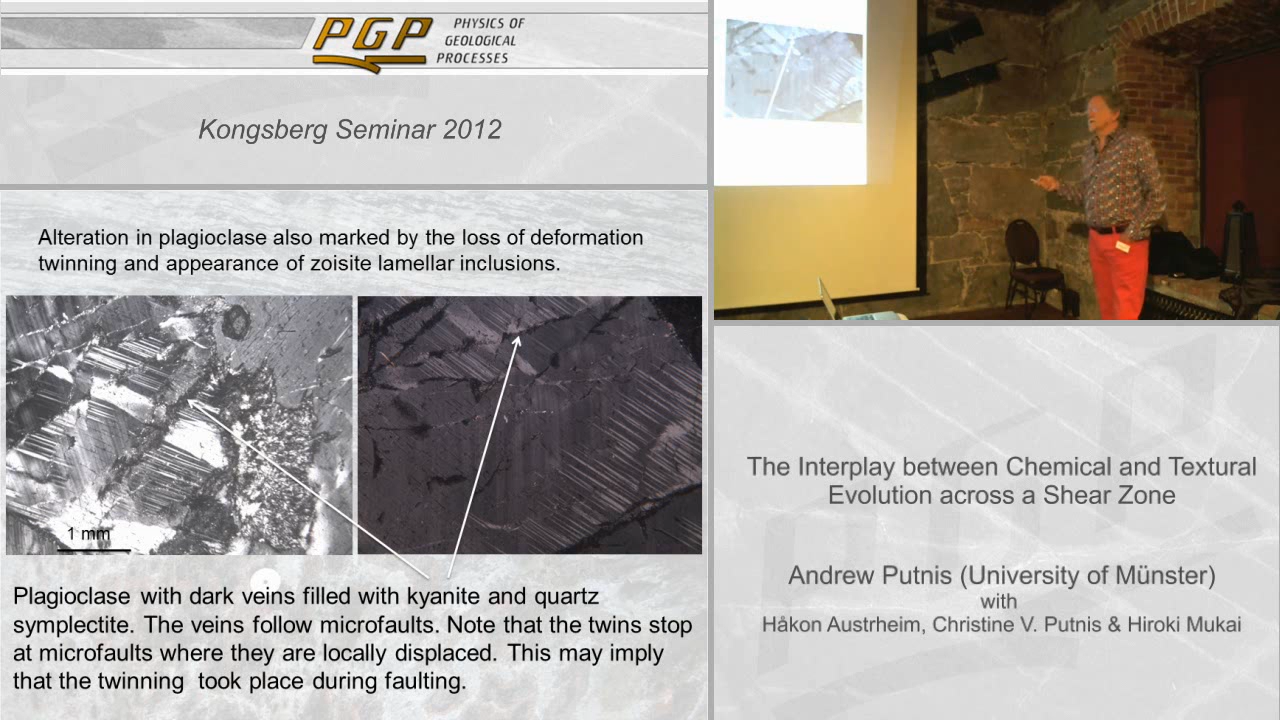 PGP
PHYSICS OF
GEOLOGICAL
PROCESSES
Kongsberg Seminar 2012
Alteration in plagioclase also marked by the loss of deformation
twinning and appearance of zoisite lamellar inclusions.
1 mm
Plagioclase with dark veins filled with kyanite and quartz
symplectite. The veins follow microfaults. Note that the twins stop
at microfaults where they are locally displaced. This may imply
that the twinning took place during faulting.
The Interplay between Chemical and Textural
Evolution across a Shear Zone
Andrew Putnis (University of Münster)
with
Håkon Austrheim, Christine V. Putnis & Hiroki Mukai